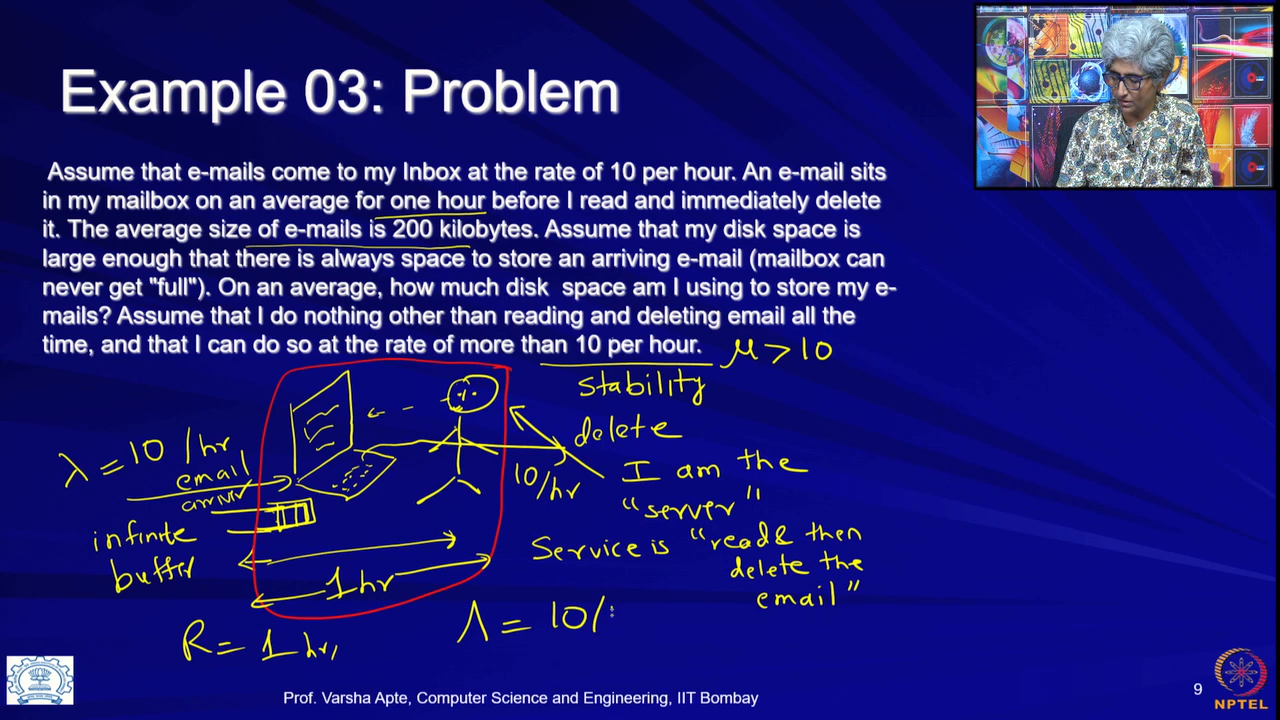 Example 03: Problem
Assume that e-mails come to my Inbox at the rate of 10 per hour. An e-mail sits
in my mailbox on an average for one hour before I read and immediately delete
it. The average size of e-mails is 200 kilobytes. Assume that my disk space is
large enough that there is always space to store an arriving e-mail (mailbox can
never get "full"). On an average, how much disk space am I using to store my e-
mails? Assume that I do nothing other than reading and deleting email all the
time, and that I can do so at the rate of more than 10 per hour.
μ > 10
stability
delete
λ = 10 /hr
email
10/hr
I am the
"server"
infinite
buffer
Service is "read & then
delete the
email"
1 hr
R = 1 hr,
Λ = 10/
Prof. Varsha Apte, Computer Science and Engineering, IIT Bombay
9
NPTEL